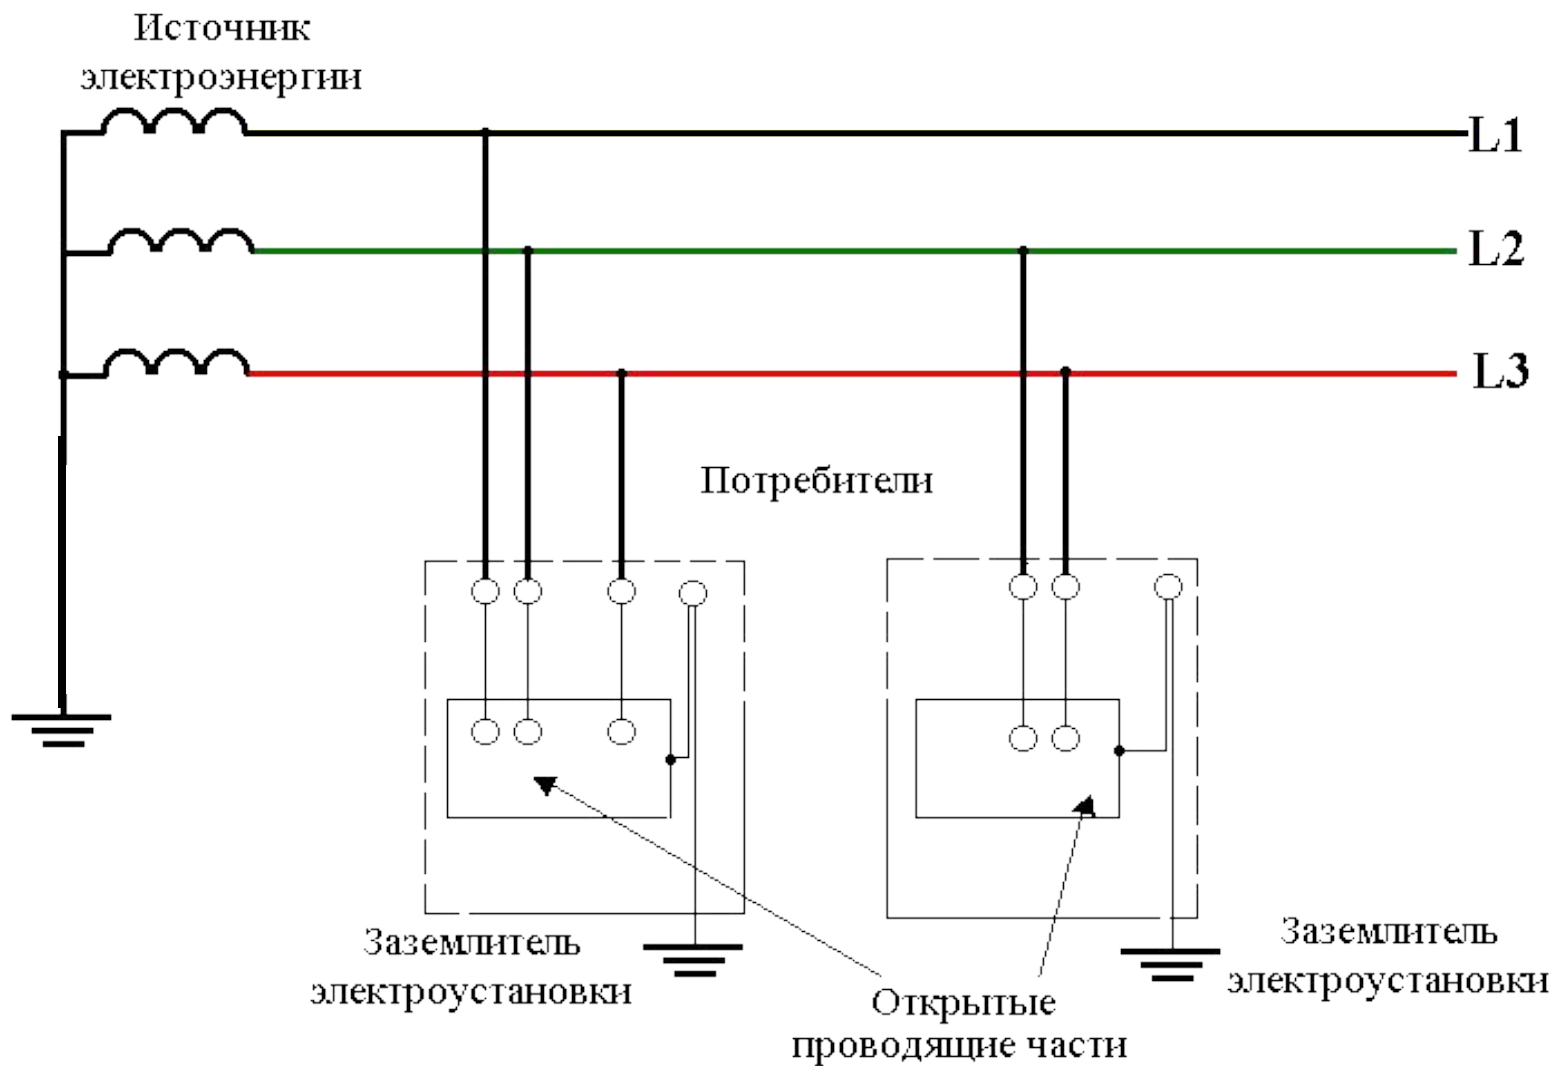 Источник
электроэнергии
L1
L2
L3
Потребители
Заземлитель
электроустановки
Открытые
проводящие части
Заземлитель
электроустановки